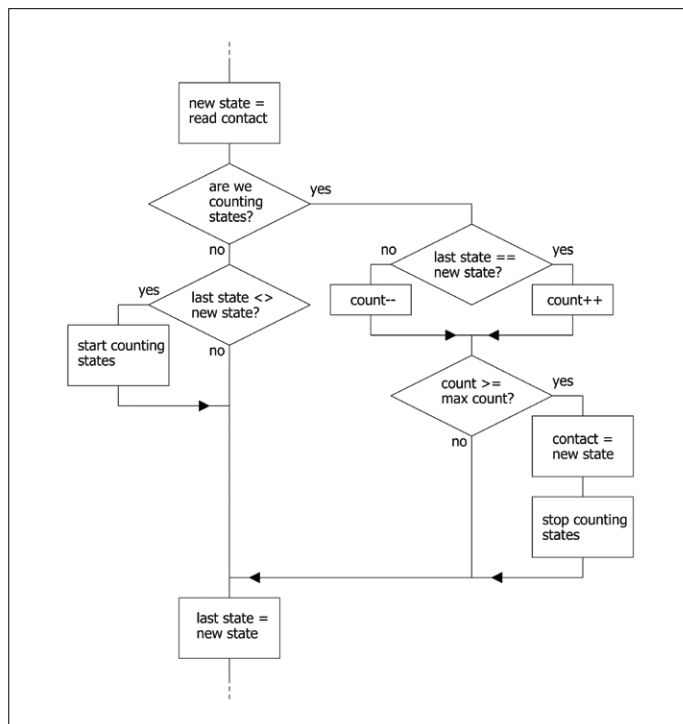 new state =
read contact
are we
counting
states?
yes
no
last state <>
new state?
yes
no
start counting
states
last state ==
new state?
no
yes
count--
count++
count >=
max count?
yes
no
contact =
new state
stop counting
states
last state =
new state